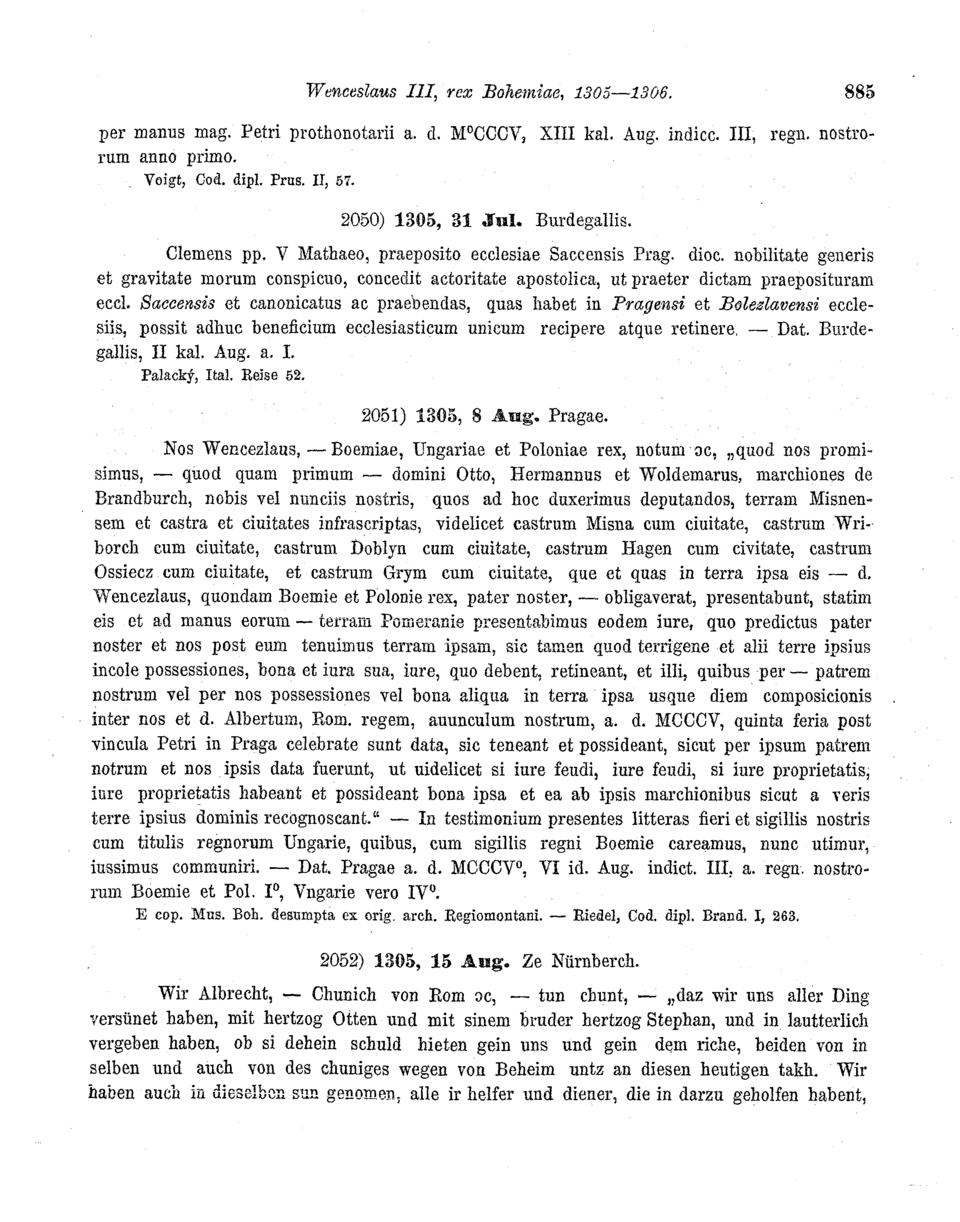 Wenceslaus III, rex Bohemiae, 1305—1306. 885
per manus mag. Petri prothonotarii a. d. M⁰CCCV, XIII kal. Aug. indicc. III, regn. nostro-
rum anno primo.
Voigt, Cod. dipl. Prus. II, 57.
2050) 1305, 31 Jul. Burdegallis.
Clemens pp. V Mathaeo, praeposito ecclesiae Saccensis Prag. dioc. nobilitate generis
et gravitate morum conspicuo, concedit actoritate apostolica, ut praeter dictam praeposituram
eccl. Saccensis et canonicatus ac praebendas, quas habet in Pragensi et Bolezlavensi eccle-
siis, possit adhuc beneficium ecclesiasticum unicum recipere atque retinere. — Dat. Burde-
gallis, II kal. Aug. a. I.
Palacký, Ital. Reise 52.
2051) 1305, 8 Aug. Pragae.
Nos Wencezlaus, — Boemiae, Ungariae et Poloniae rex, notum ɔc, „quod nos promi-
simus, — quod quam primum — domini Otto, Hermannus et Woldemarus, marchiones de
Brandburch, nobis vel nunciis nostris, quos ad hoc duxerimus deputandos, terram Misnen-
sem et castra et ciuitates infrascriptas, videlicet castrum Misna cum ciuitate, castrum Wri-
borch cum ciuitate, castrum Doblyn cum ciuitate, castrum Hagen cum civitate, castrum
Ossiecz cum ciuitate, et castrum Grym cum ciuitate, que et quas in terra ipsa eis — d.
Wencezlaus, quondam Boemie et Polonie rex, pater noster, — obligaverat, presentabunt, statim
eis et ad manus eorum — terram Pomeranie presentabimus eodem iure, quo predictus pater
noster et nos post eum tenuimus terram ipsam, sic tamen quod terrigene et alii terre ipsius
incole possessiones, bona et iura sua, iure, quo debent, retineant, et illi, quibus per — patrem
nostrum vel per nos possessiones vel bona aliqua in terra ipsa usque diem composicionis
inter nos et d. Albertum, Rom. regem, auunculum nostrum, a. d. MCCCV, quinta feria post
vincula Petri in Praga celebrate sunt data, sic teneant et possideant, sicut per ipsum patrem
notrum et nos ipsis data fuerunt, ut uidelicet si iure feudi, iure feudi, si iure proprietatis,
iure proprietatis habeant et possideant bona ipsa et ea ab ipsis marchionibus sicut a veris
terre ipsius dominis recognoscant.“ — In testimonium presentes litteras fieri et sigillis nostris
cum titulis regnorum Ungarie, quibus, cum sigillis regni Boemie careamus, nunc utimur,
iussimus communiri. — Dat. Pragae a. d. MCCCV⁰, VI id. Aug. indict. III, a. regn. nostro-
rum Boemie et Pol. I⁰, Vngarie vero IV⁰.
E cop. Mus. Boh. desumpta ex orig. arch. Regiomontani. — Riedel, Cod. dipl. Brand. I, 263.
2052) 1305, 15 Aug. Ze Nürnberch.
Wir Albrecht, — Chunich von Rom ɔc, — tun chunt, — „daz wir uns aller Ding
versünet haben, mit hertzog Otten und mit sinem bruder hertzog Stephan, und in lautterlich
vergeben haben, ob si dehein schuld hieten gein uns und gein dem riche, beiden von in
selben und auch von des chuniges wegen von Beheim untz an diesen heutigen takh. Wir
haben auch in dieselben sun genomen, alle ir helfer und diener, die in darzu geholfen habent,